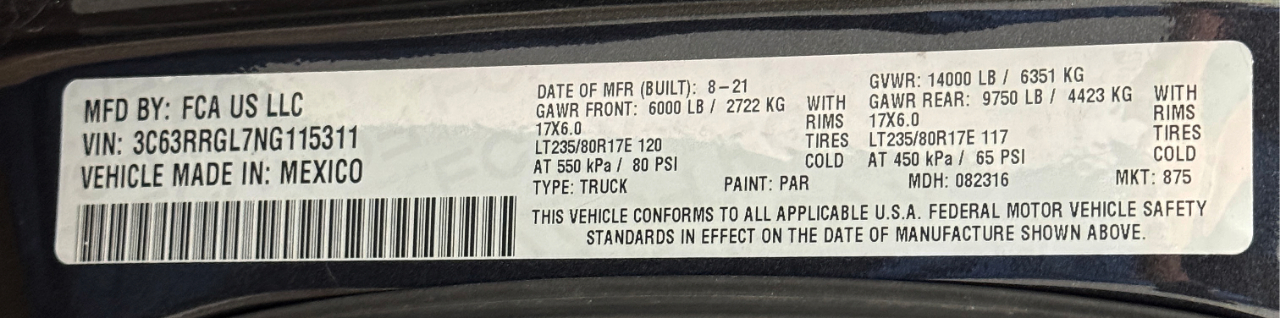 MFD BY: FCA US LLC
VIN: 3C63RRGL7NG115311
VEHICLE MADE IN: MEXICO
DATE OF MFR (BUILT): 8-21
GAWR FRONT: 6000 LB / 2722 KG WITH
17X6.0 RIMS
LT235/80R17E 120 TIRES
AT 550 kPa / 80 PSI COLD
GVWR: 14000 LB / 6351 KG
GAWR REAR: 9750 LB / 4423 KG WITH
17X6.0 RIMS
LT235/80R17E 117 TIRES
AT 450 kPa / 65 PSI COLD
TYPE: TRUCK PAINT: PAR MDH: 082316 MKT: 875
THIS VEHICLE CONFORMS TO ALL APPLICABLE U.S.A. FEDERAL MOTOR VEHICLE SAFETY
STANDARDS IN EFFECT ON THE DATE OF MANUFACTURE SHOWN ABOVE.